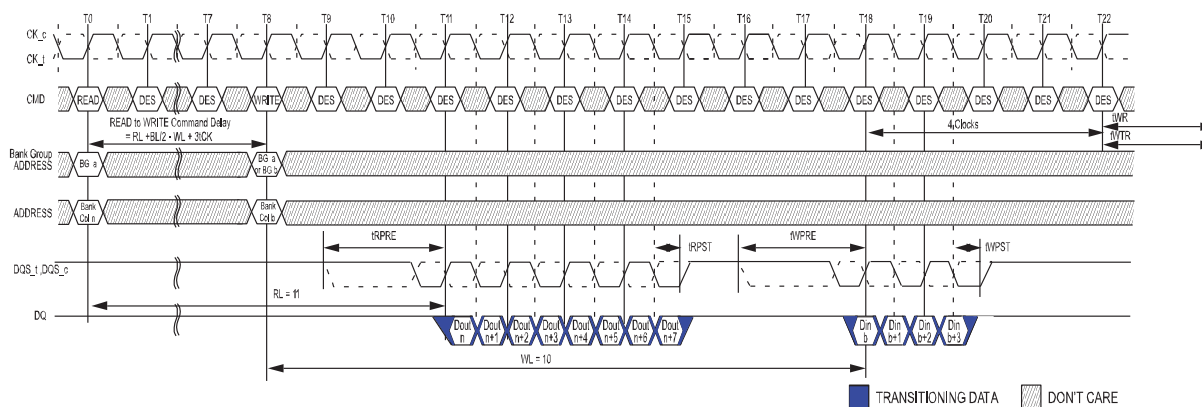 T0 T1 T7 T8 T9 T10 T11 T12 T13 T14 T15 T16 T17 T18 T19 T20 T21 T22
CK_c
CK_t
CMD READ DES DES WRITE DES DES DES DES DES DES DES DES DES DES DES DES DES DES
READ to WRITE Command Delay
= RL +BL/2 - WL + 3tCK
4 Clocks
tWR
tWTR
Bank Group
ADDRESS
BG a
BG a
or BG b
ADDRESS
Bank
Col n
Bank
Col b
tRPRE tRPST tWPRE tWPST
DQS_t ,DQS_c
RL = 11
DQ
Dout
n
Dout
n+1
Dout
n+2
Dout
n+3
Dout
n+4
Dout
n+5
Dout
n+6
Dout
n+7
Din
b
Din
b+1
Din
b+2
Din
b+3
WL = 10
TRANSITIONING DATA DON'T CARE